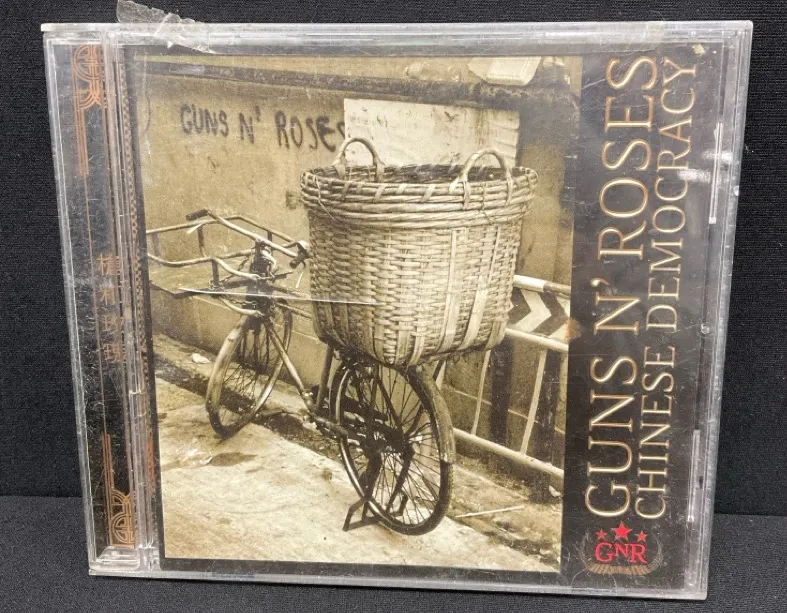 GUNS N' ROSES
GUNS N' ROSES
CHINESE DEMOCRACY
GNR